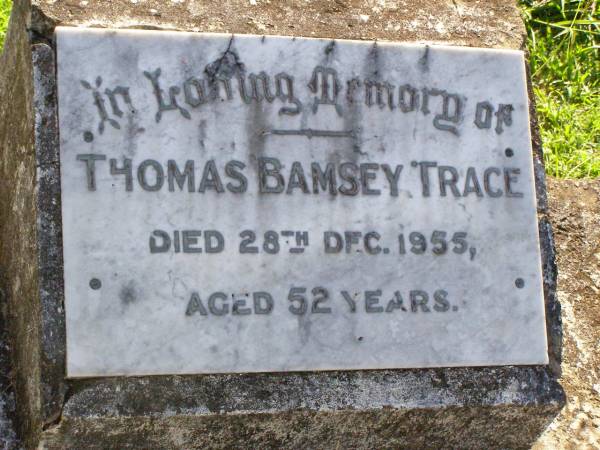 In Loving Memory of
THOMAS BAMSEY TRACE
DIED 28TH DEC. 1955,
AGED 52 YEARS.